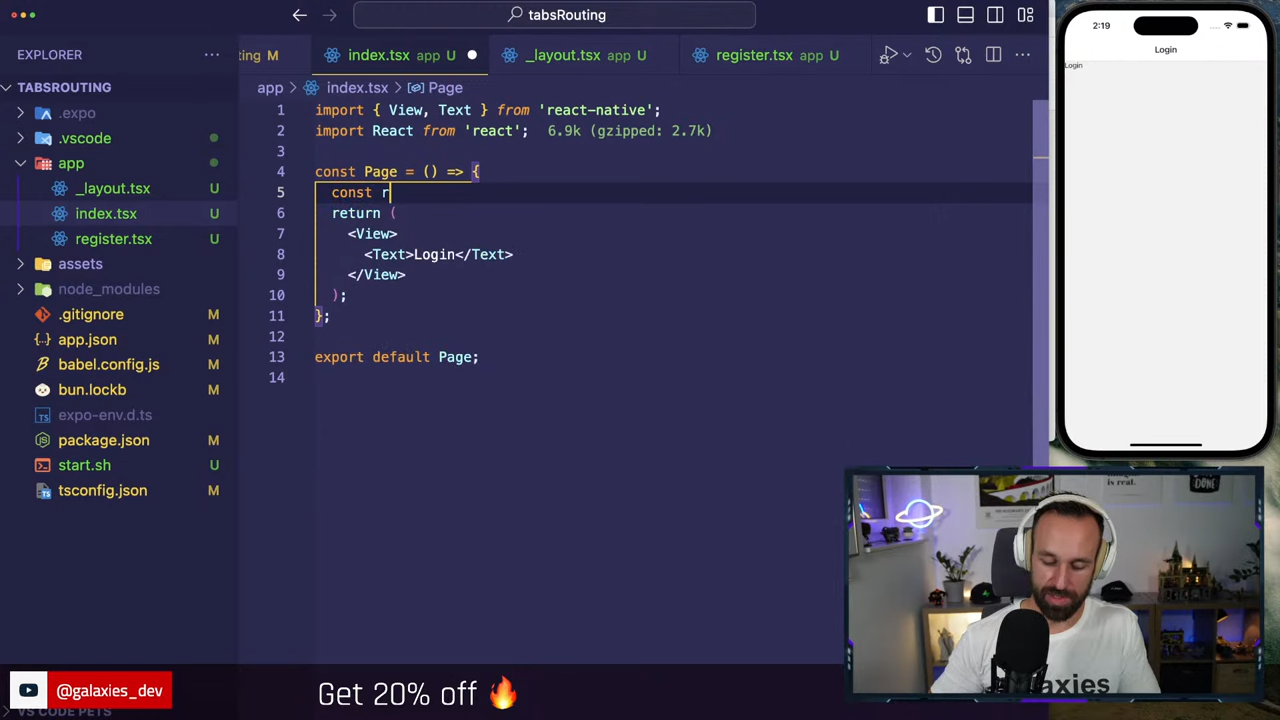 tabsRouting
EXPLORER
ting M
index.tsx app U
_layout.tsx app U
register.tsx app U
TABSROUTING
app > index.tsx > Page
.expo
.vscode
app
_layout.tsx U
index.tsx U
register.tsx U
assets
node_modules
.gitignore M
app.json M
babel.config.js M
bun.lockb M
expo-env.d.ts
package.json M
start.sh U
tsconfig.json M
1 import { View, Text } from 'react-native';
2 import React from 'react'; 6.9k (gzipped: 2.7k)
3
4 const Page = () => {
5 const r
6 return (
7 <View>
8 <Text>Login</Text>
9 </View>
10 );
11 };
12
13 export default Page;
14
2:19
Login
Login
is real.
DONE
alaxies
@galaxies_dev
Get 20% off 🔥
VS CODE PETS